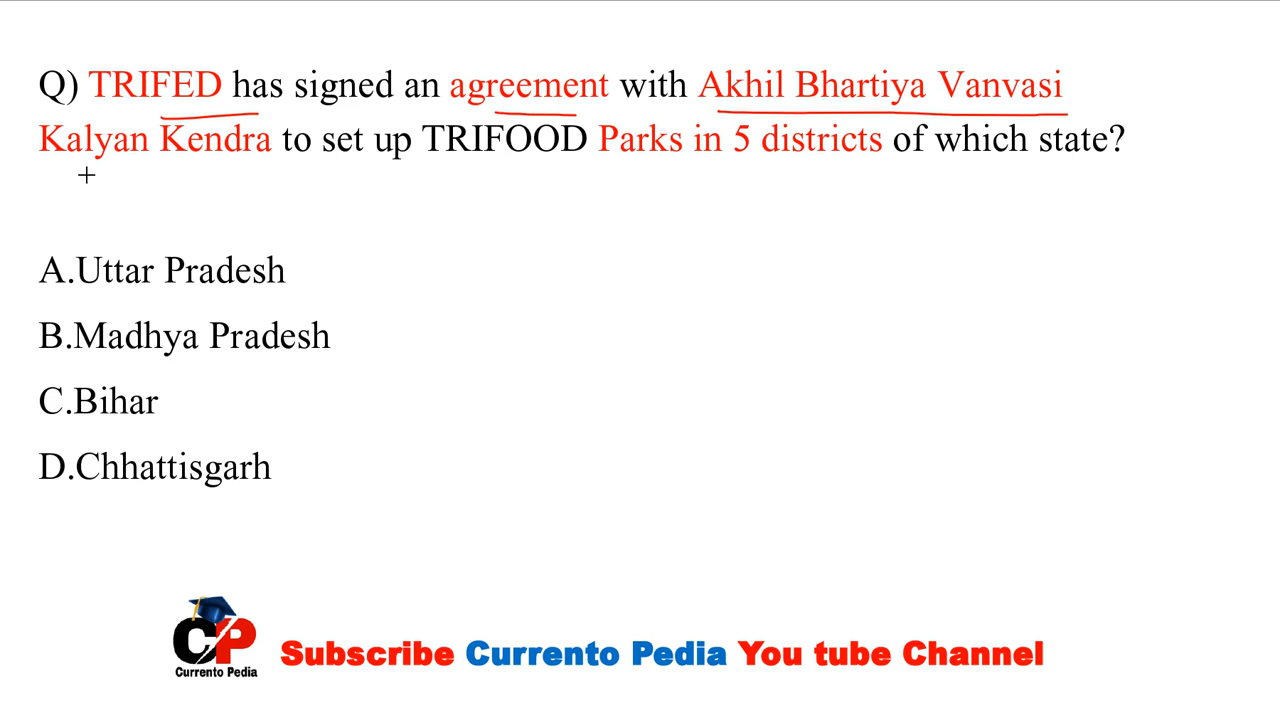 Q) TRIFED has signed an agreement with Akhil Bhartiya Vanvasi
Kalyan Kendra to set up TRIFOOD Parks in 5 districts of which state?
A.Uttar Pradesh
B.Madhya Pradesh
C.Bihar
D.Chhattisgarh
CP
Currento Pedia
Subscribe Currento Pedia You tube Channel